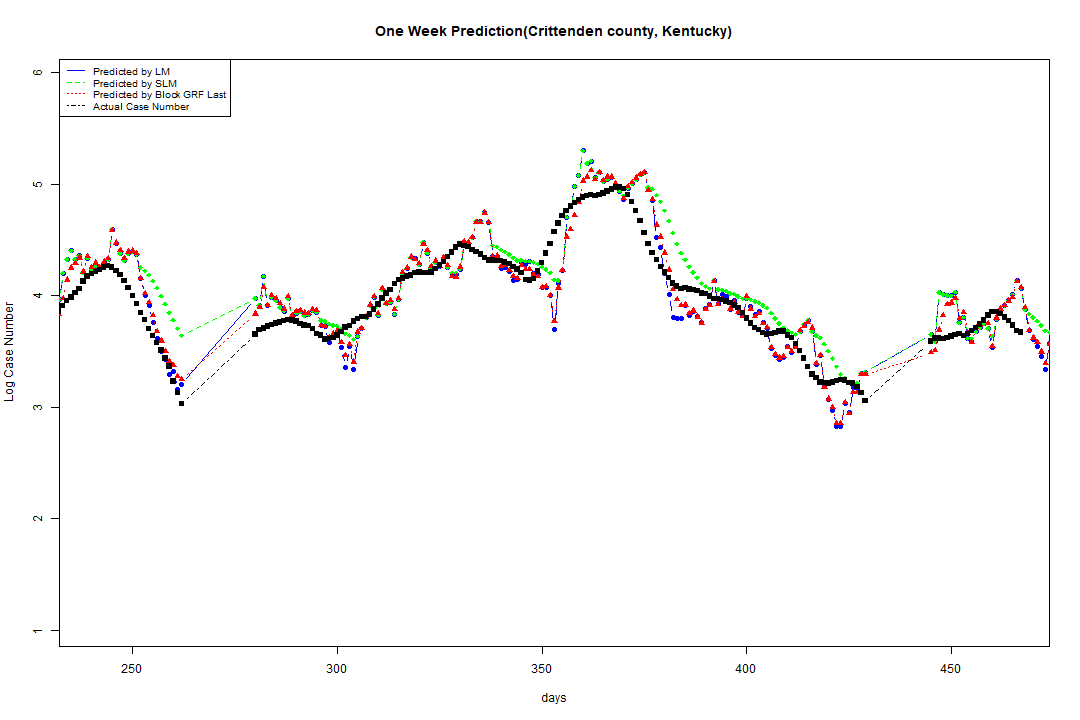 One Week Prediction(Crittenden county, Kentucky)
Predicted by LM
Predicted by SLM
Predicted by Block GRF Last
Actual Case Number
6
5
4
3
2
1
Log Case Number
250 300 350 400 450
days